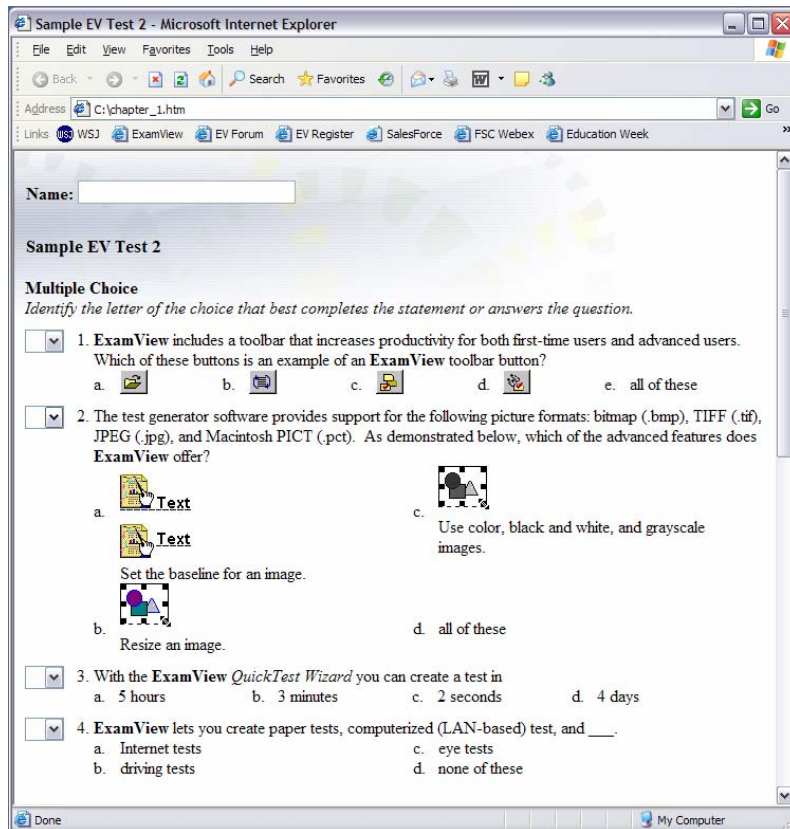 Sample EV Test 2 - Microsoft Internet Explorer
File Edit View Favorites Tools Help
Back Search Favorites
Address C:\chapter_1.htm Go
Links WSJ ExamView EV Forum EV Register SalesForce FSC Webex Education Week »
Name:
Sample EV Test 2
Multiple Choice
Identify the letter of the choice that best completes the statement or answers the question.
1. ExamView includes a toolbar that increases productivity for both first-time users and advanced users.
Which of these buttons is an example of an ExamView toolbar button?
a. b. c. d. e. all of these
2. The test generator software provides support for the following picture formats: bitmap (.bmp), TIFF (.tif),
JPEG (.jpg), and Macintosh PICT (.pct). As demonstrated below, which of the advanced features does
ExamView offer?
a. Text
Text
Set the baseline for an image.
c.
Use color, black and white, and grayscale
images.
b.
Resize an image.
d. all of these
3. With the ExamView QuickTest Wizard you can create a test in
a. 5 hours b. 3 minutes c. 2 seconds d. 4 days
4. ExamView lets you create paper tests, computerized (LAN-based) test, and ___.
a. Internet tests c. eye tests
b. driving tests d. none of these
Done My Computer